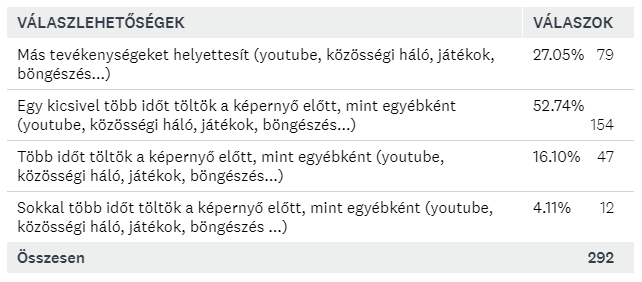 VÁLASZLEHETŐSÉGEK VÁLASZOK
Más tevékenységeket helyettesít (youtube, közösségi háló, játékok, 27.05% 79
böngészés...)
Egy kicsivel több időt töltök a képernyő előtt, mint egyébként 52.74%
(youtube, közösségi háló, játékok, böngészés...) 154
Több időt töltök a képernyő előtt, mint egyébként (youtube, 16.10% 47
közösségi háló, játékok, böngészés...)
Sokkal több időt töltök a képernyő előtt, mint egyébként (youtube, 4.11% 12
közösségi háló, játékok, böngészés ...)
Összesen 292